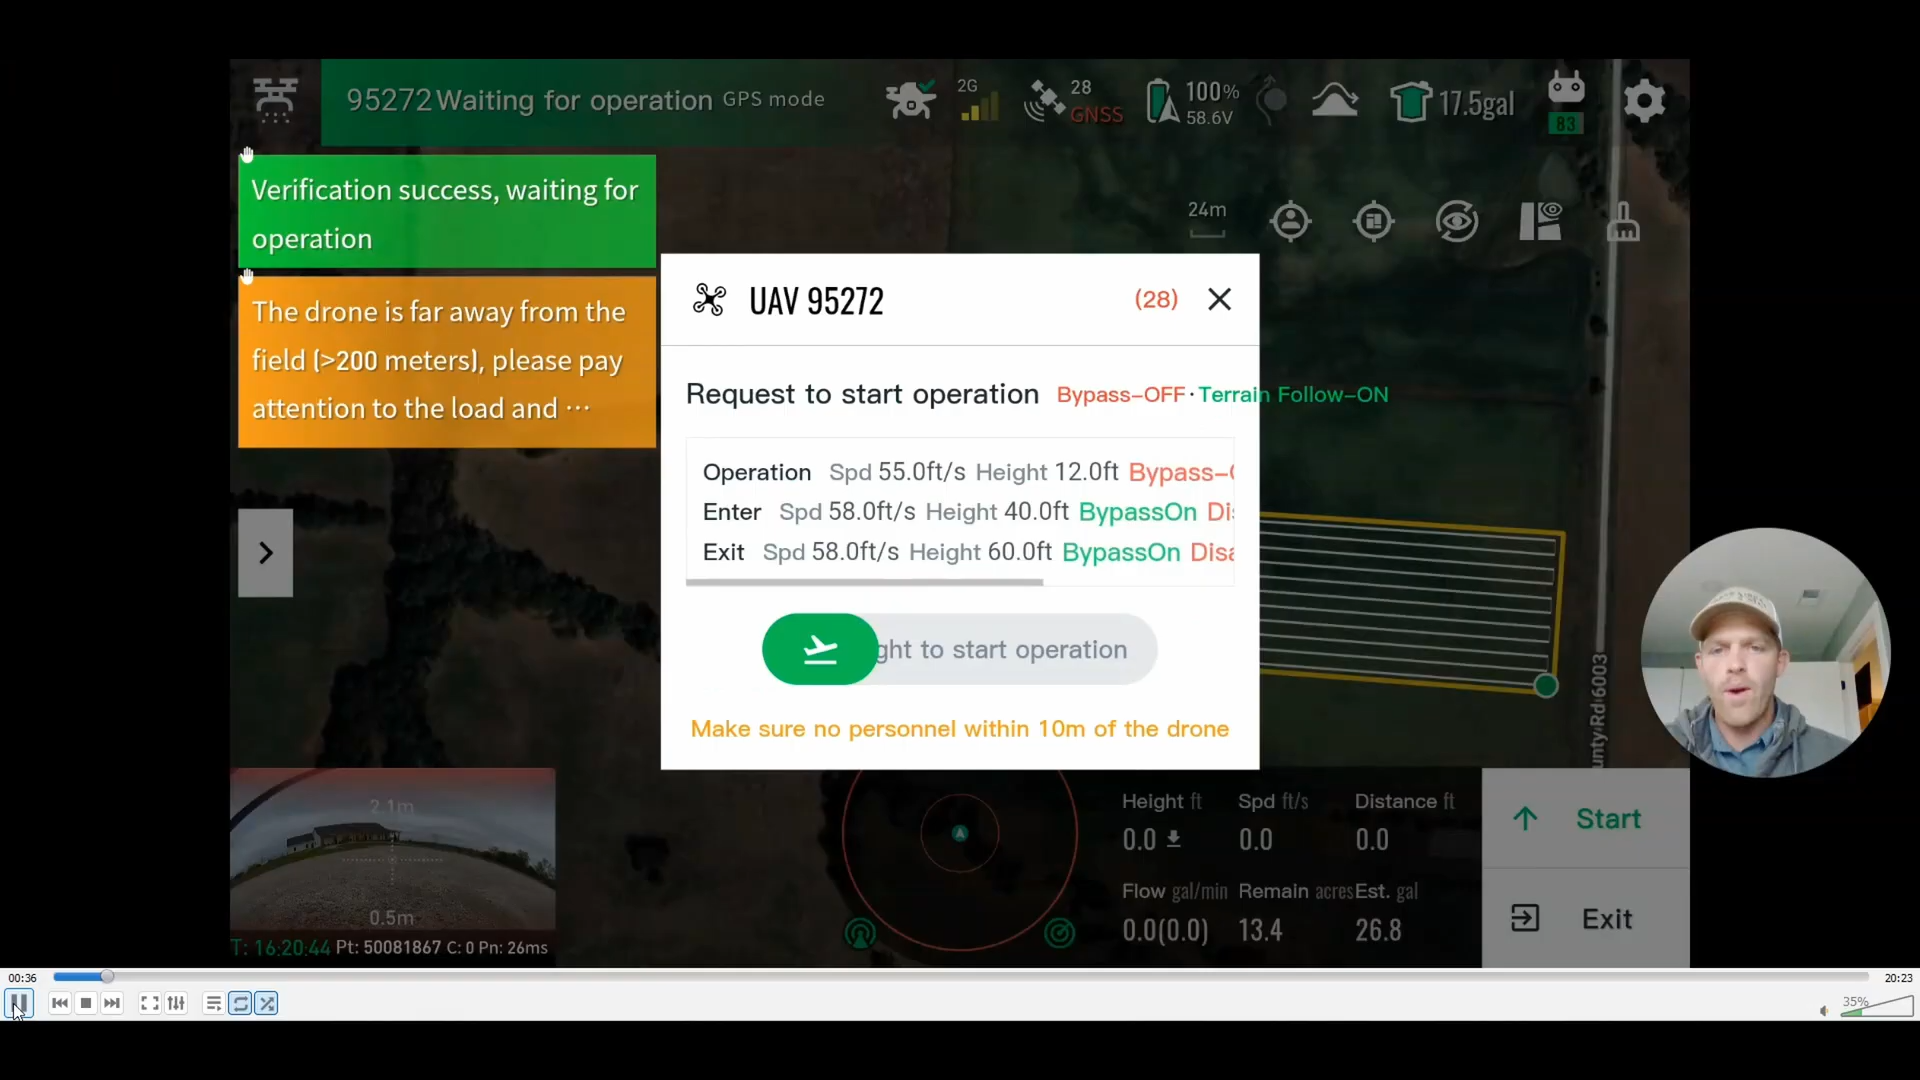 95272 Waiting for operation GPS mode
2G
28
GNSS
100%
58.6V
17.5gal
83
Verification success, waiting for
operation
The drone is far away from the
field (>200 meters), please pay
attention to the load and ···
24m
UAV 95272
(28)
Request to start operation Bypass-OFF·Terrain Follow-ON
Operation Spd 55.0ft/s Height 12.0ft Bypass-
Enter Spd 58.0ft/s Height 40.0ft BypassOn
Exit Spd 58.0ft/s Height 60.0ft BypassOn
ght to start operation
Make sure no personnel within 10m of the drone
unty Rd 6003
2.1m
0.5m
T: 16:20:44 Pt: 50081867 C: 0 Pn: 26ms
Height ft Spd ft/s Distance ft
0.0 0.0 0.0
Flow gal/min Remain acres Est. gal
0.0(0.0) 13.4 26.8
Start
Exit
00:36
20:23
35%